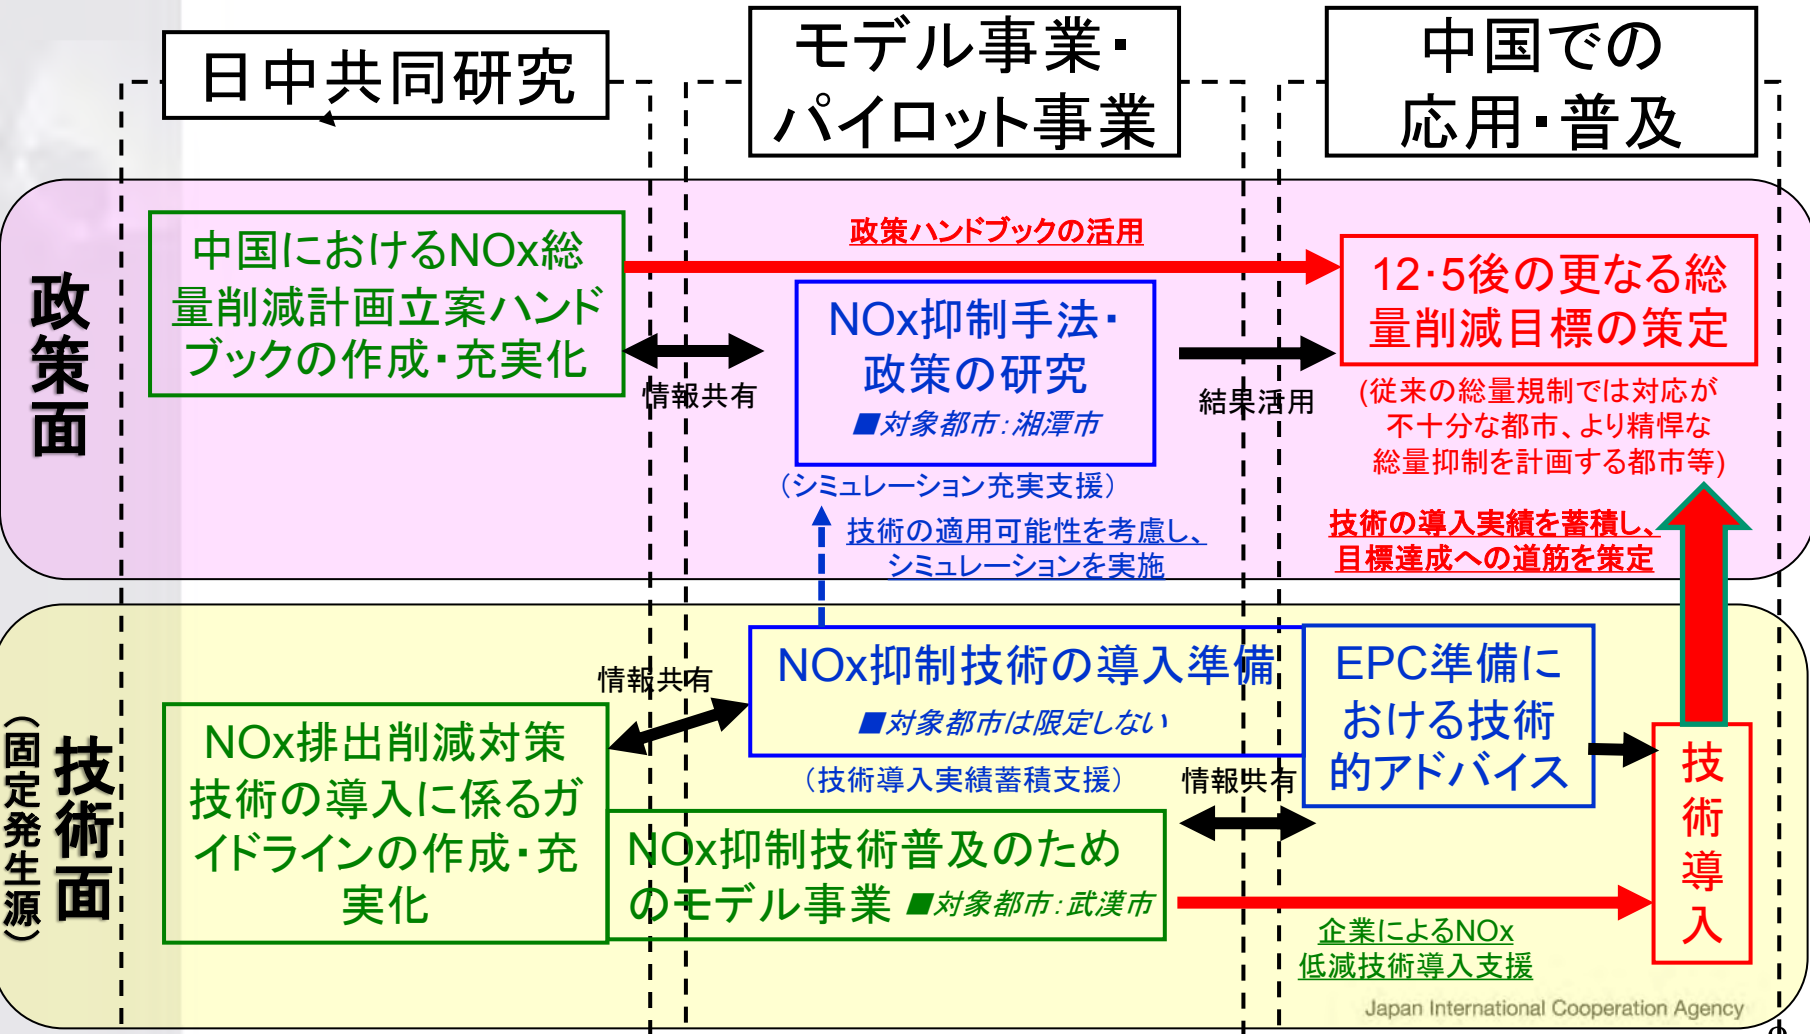 日中共同研究
モデル事業・
パイロット事業
中国での
応用・普及
政策面
中国におけるNOx総
量削減計画立案ハンド
ブックの作成・充実化
政策ハンドブックの活用
情報共有
NOx抑制手法・
政策の研究
■対象都市：湘潭市
（シミュレーション充実支援）
結果活用
12・5後の更なる総
量削減目標の策定
(従来の総量規制では対応が
不十分な都市、より精悍な
総量抑制を計画する都市等)
技術の適用可能性を考慮し、
シミュレーションを実施
技術の導入実績を蓄積し、
目標達成への道筋を策定
技術面
（固定発生源）
NOx排出削減対策
技術の導入に係るガ
イドラインの作成・充
実化
情報共有
NOx抑制技術の導入準備
■対象都市は限定しない
（技術導入実績蓄積支援）
NOx抑制技術普及のため
のモデル事業 ■対象都市：武漢市
情報共有
EPC準備に
おける技術
的アドバイス
企業によるNOx
低減技術導入支援
技術導入
Japan International Cooperation Agency